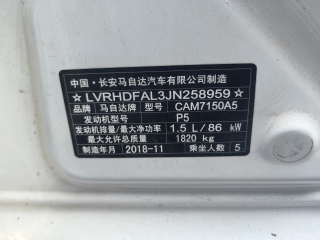 中国·长安马自达汽车有限公司制造
☆LVRHDFAL3JN258959☆
品牌 马自达牌 型号 CAM7150A5
发动机型号 P5
发动机排量/最大净功率 1.5 L/86 kW
最大允许总质量 1820 kg
制造年月 2018-11 乘坐人数 5